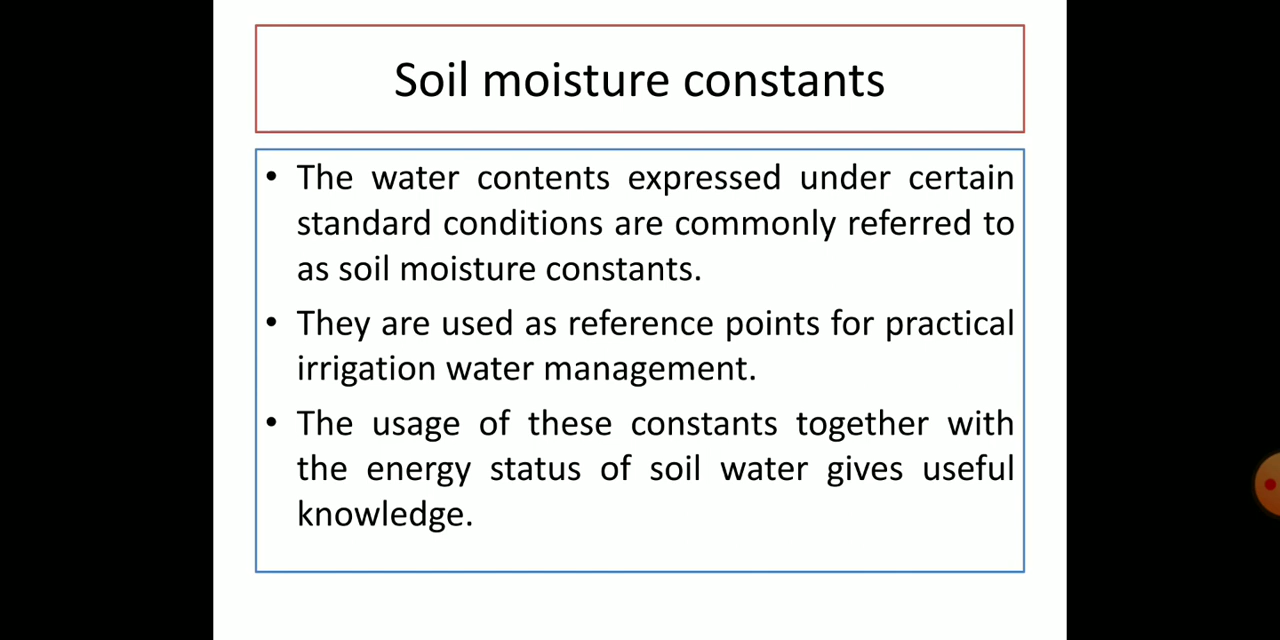 Soil moisture constants
• The water contents expressed under certain
standard conditions are commonly referred to
as soil moisture constants.
• They are used as reference points for practical
irrigation water management.
• The usage of these constants together with
the energy status of soil water gives useful
knowledge.